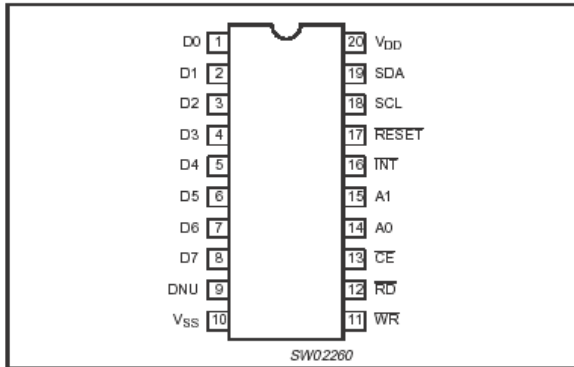 D0 1 20 VDD
D1 2 19 SDA
D2 3 18 SCL
D3 4 17 RESET
D4 5 16 INT
D5 6 15 A1
D6 7 14 A0
D7 8 13 CE
DNU 9 12 RD
VSS 10 11 WR
SW02260